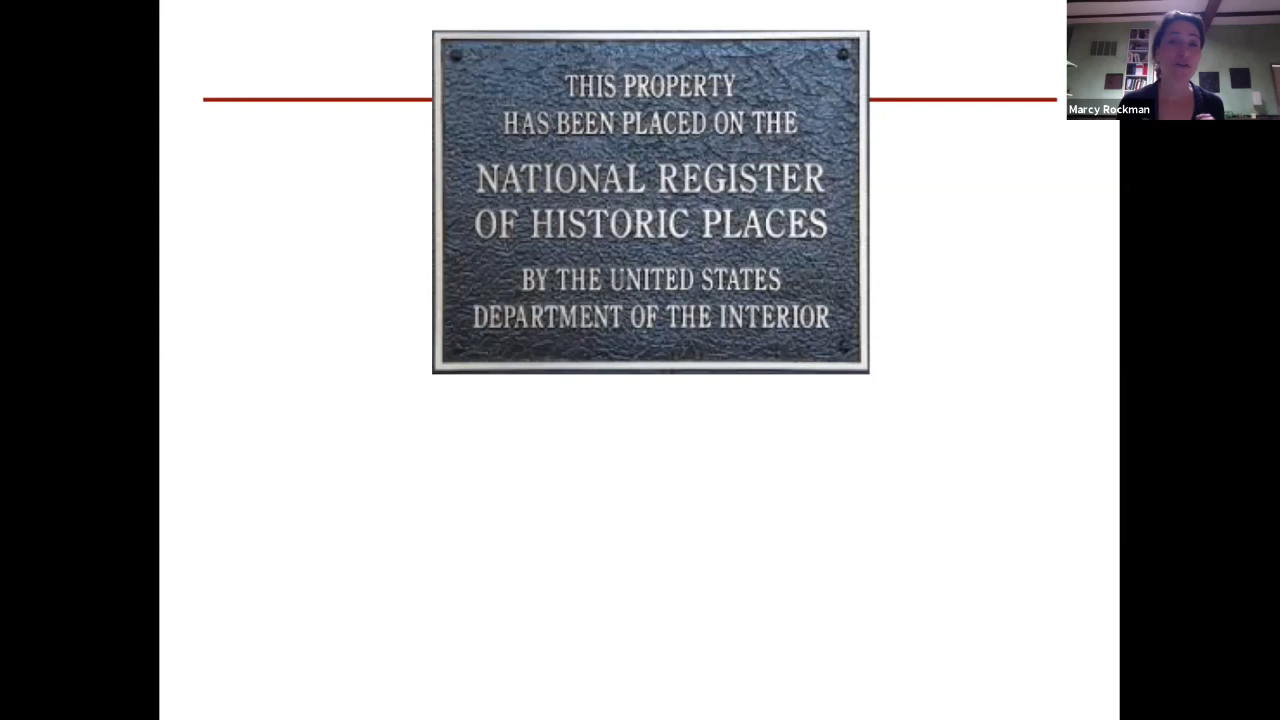 THIS PROPERTY
HAS BEEN PLACED ON THE
NATIONAL REGISTER
OF HISTORIC PLACES
BY THE UNITED STATES
DEPARTMENT OF THE INTERIOR
Marcy Rockman